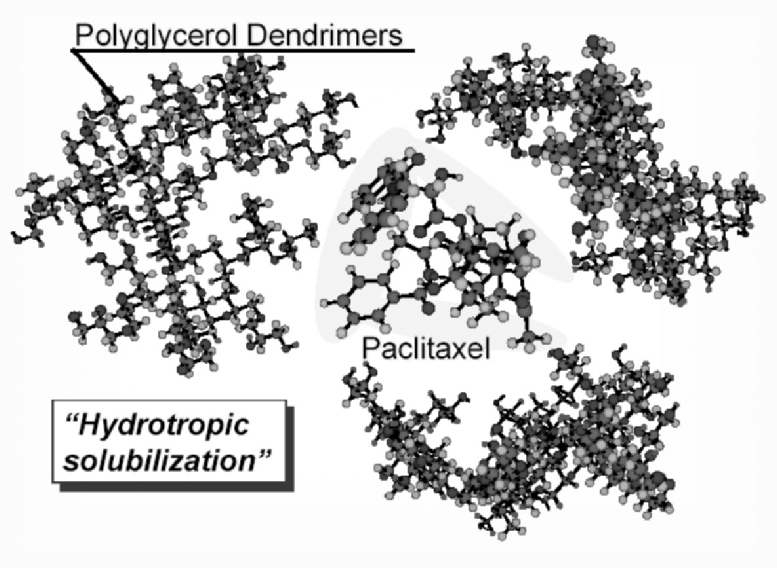 Polyglycerol Dendrimers
Paclitaxel
“Hydrotropic
solubilization”